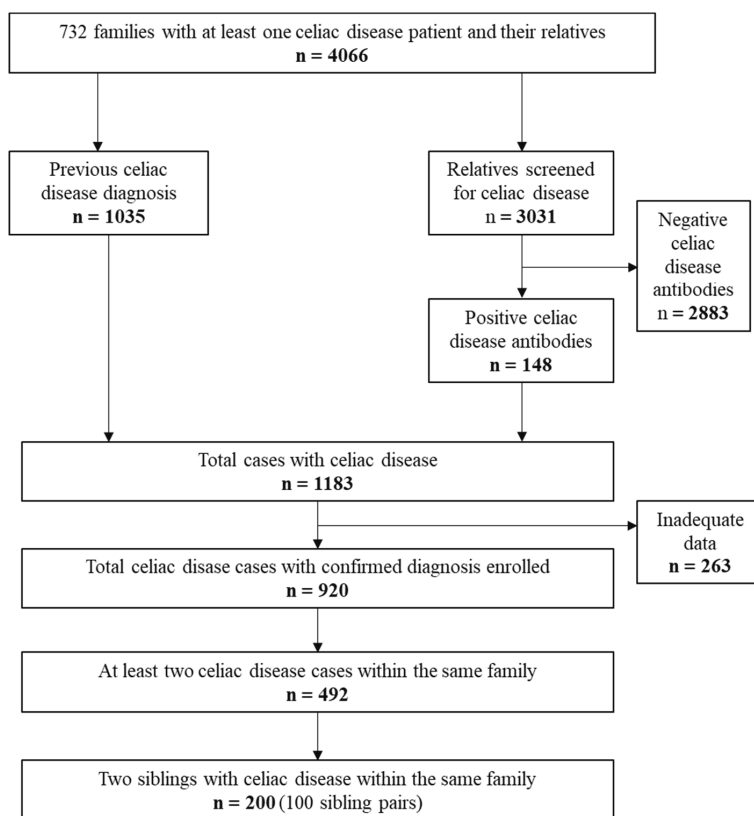 732 families with at least one celiac disease patient and their relatives
n = 4066
Previous celiac
disease diagnosis
n = 1035
Relatives screened
for celiac disease
n = 3031
Negative
celiac
disease
antibodies
n = 2883
Positive celiac
disease antibodies
n = 148
Total cases with celiac disease
n = 1183
Inadequate
data
n = 263
Total celiac disase cases with confirmed diagnosis enrolled
n = 920
At least two celiac disease cases within the same family
n = 492
Two siblings with celiac disease within the same family
n = 200 (100 sibling pairs)